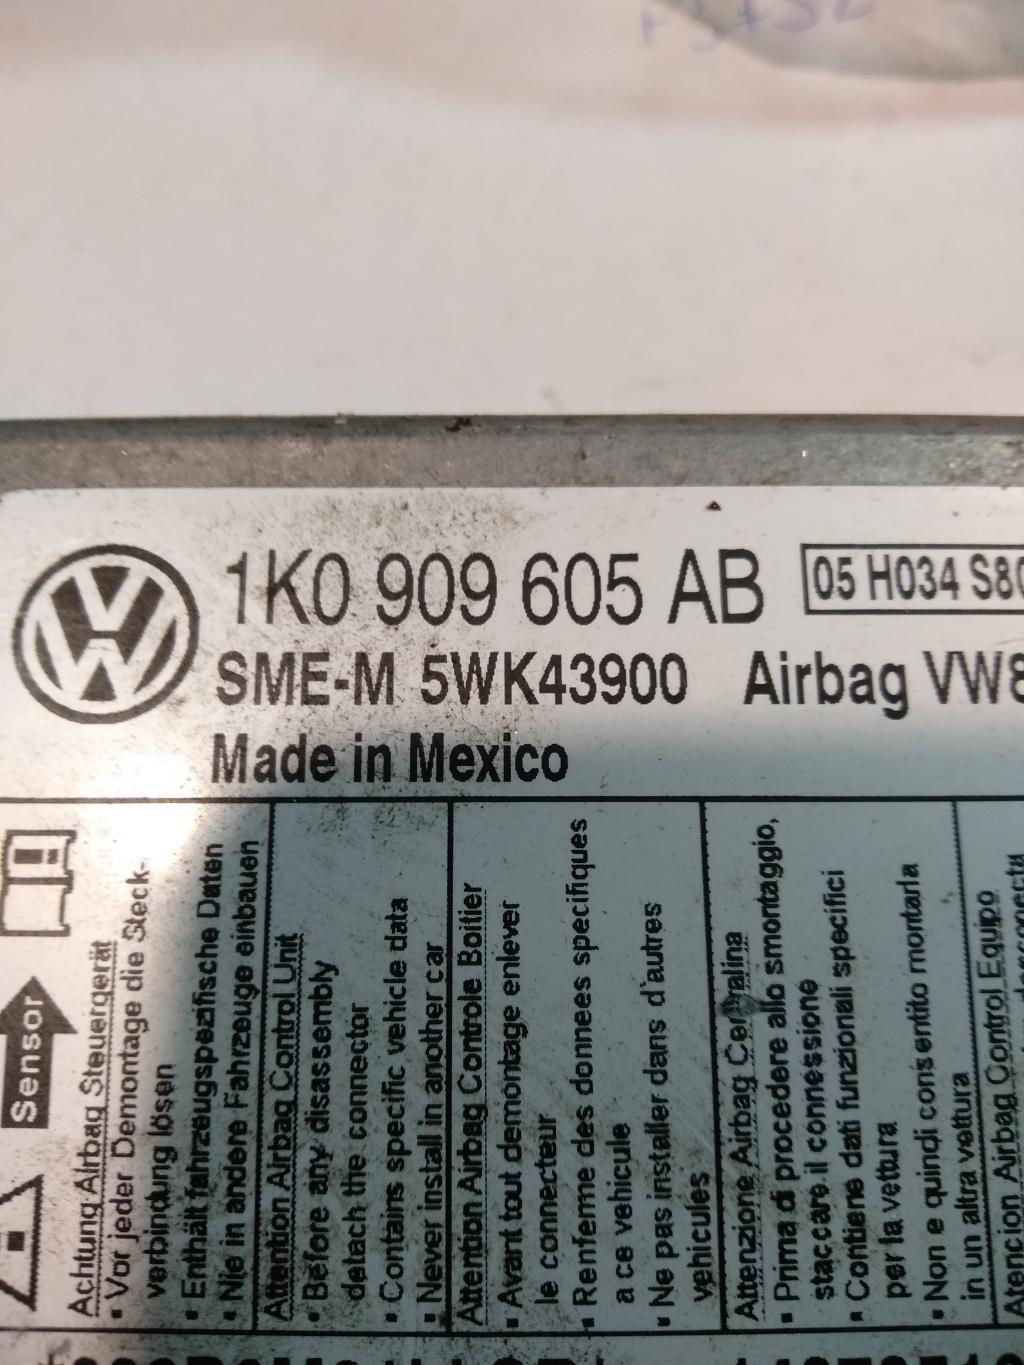 1K0 909 605 AB
05 H034 S80
SME-M 5WK43900 Airbag VW8
Made in Mexico
Sensor
Achtung Airbag Steuergerät
• Vor jeder Demontage die Steck-
verbindung lösen
• Enthält fahrzeugspezifische Daten
• Nie in andere Fahrzeuge einbauen
Attention Airbag Control Unit
• Before any disassembly
detach the connector
• Contains specific vehicle data
• Never install in another car
Attention Airbag Controle Boitier
• Avant tout demontage enlever
le connecteur
• Renferme des donnees specifiques
a ce vehicule
• Ne pas installer dans d'autres
vehicules
Attenzione Airbag Centralina
• Prima di procedere allo smontaggio,
staccare il connessione
• Contiene dati funzionali specifici
per la vettura
• Non e quindi consentito montarla
in un altra vettura
Atencion Airbag Control Equipo